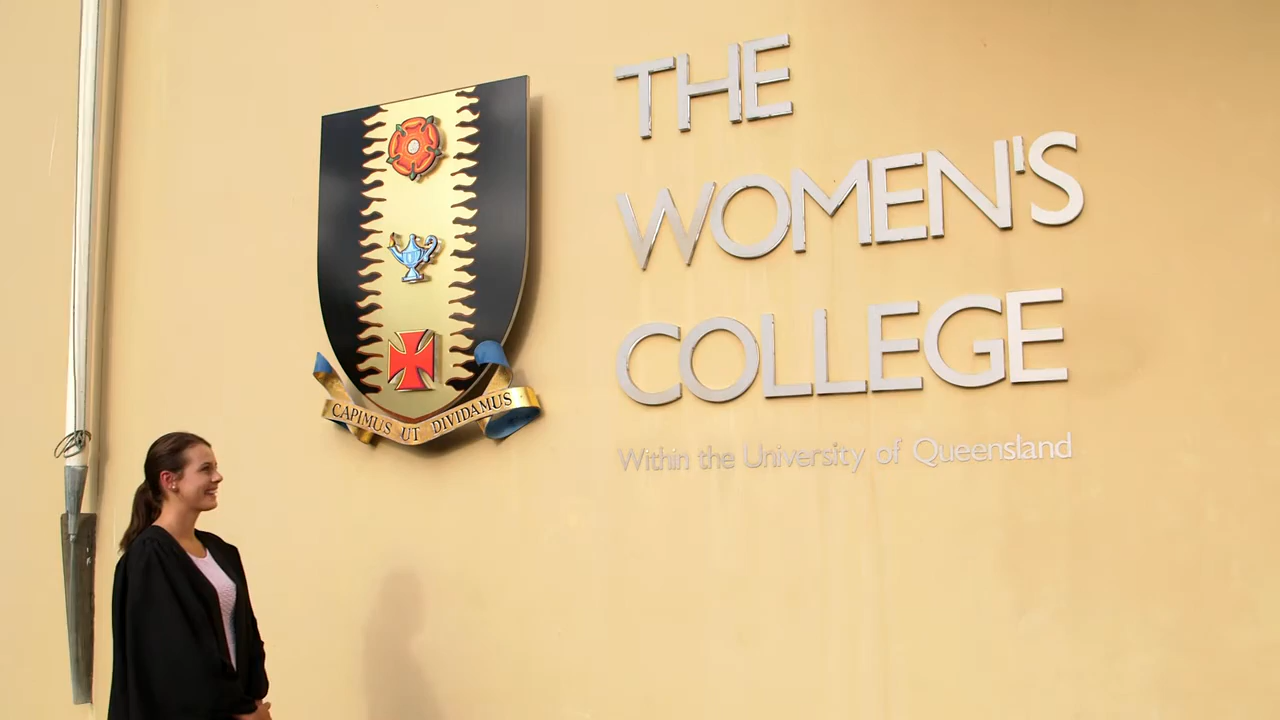 THE
WOMEN'S
COLLEGE
Within the University of Queensland
CAPIMUS UT DIVIDAMUS